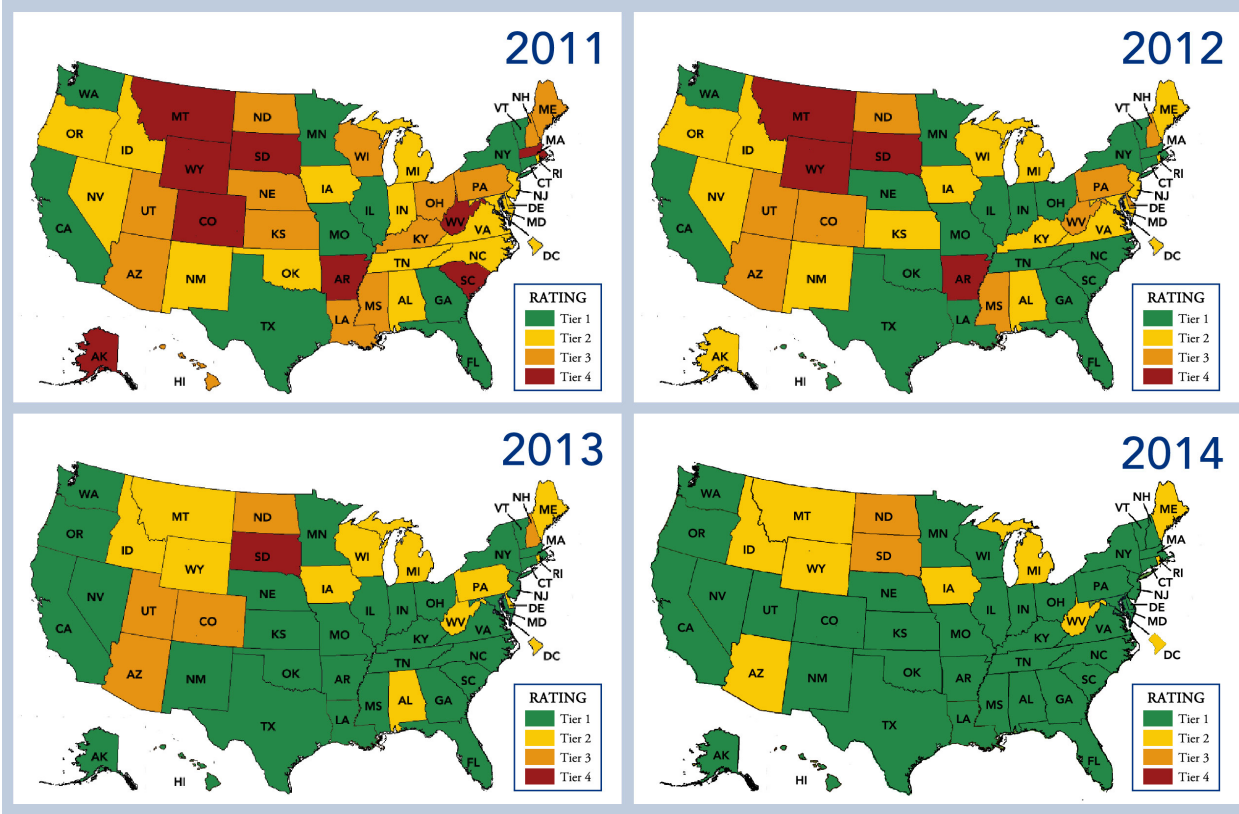 2011
WA
OR
CA
ID
NV
MT
WY
UT
AZ
CO
NM
ND
SD
NE
KS
OK
TX
MN
IA
MO
AR
LA
WI
IL
IN
MI
OH
KY
TN
MS
AL
GA
FL
SC
NC
VA
WV
PA
NY
VT
NH
ME
MA
RI
CT
NJ
DE
MD
DC
AK
HI
RATING
Tier 1
Tier 2
Tier 3
Tier 4
2012
WA
OR
CA
ID
NV
MT
WY
UT
AZ
CO
NM
ND
SD
NE
KS
OK
TX
MN
IA
MO
AR
LA
WI
IL
IN
MI
OH
KY
TN
MS
AL
GA
FL
SC
NC
VA
WV
PA
NY
VT
NH
ME
MA
RI
CT
NJ
DE
MD
DC
AK
HI
RATING
Tier 1
Tier 2
Tier 3
Tier 4
2013
WA
OR
CA
ID
NV
MT
WY
UT
AZ
CO
NM
ND
SD
NE
KS
OK
TX
MN
IA
MO
AR
LA
WI
IL
IN
MI
OH
KY
TN
MS
AL
GA
FL
SC
NC
VA
WV
PA
NY
VT
NH
ME
MA
RI
CT
NJ
DE
MD
DC
AK
HI
RATING
Tier 1
Tier 2
Tier 3
Tier 4
2014
WA
OR
CA
ID
NV
MT
WY
UT
AZ
CO
NM
ND
SD
NE
KS
OK
TX
MN
IA
MO
AR
LA
WI
IL
IN
MI
OH
KY
TN
MS
AL
GA
FL
SC
NC
VA
WV
PA
NY
VT
NH
ME
MA
RI
CT
NJ
DE
MD
DC
AK
HI
RATING
Tier 1
Tier 2
Tier 3
Tier 4